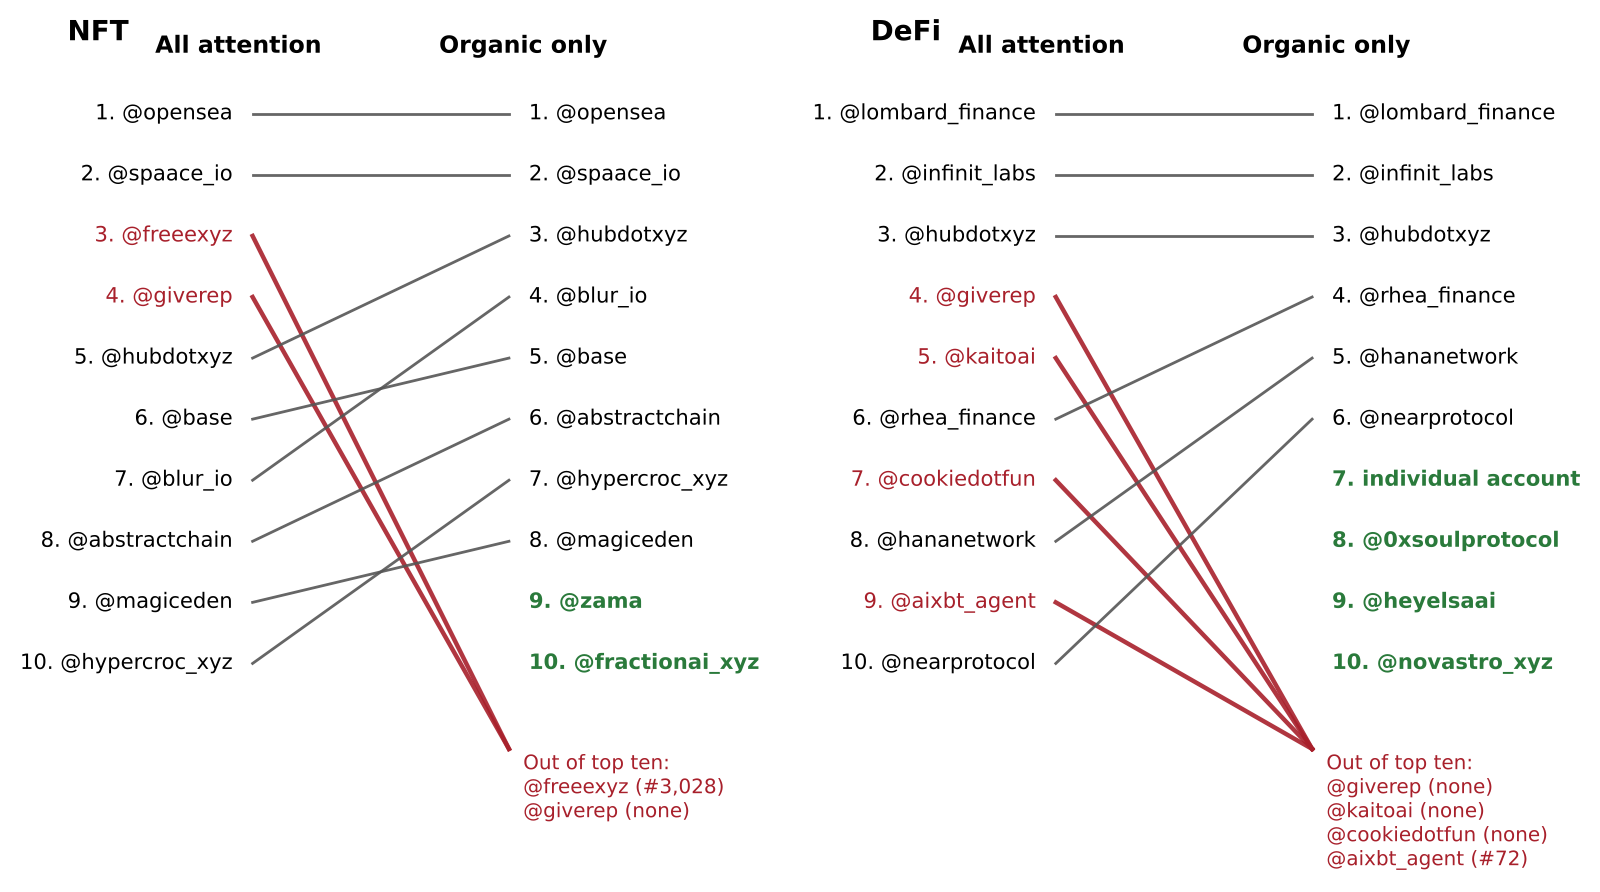 NFT
All attention
Organic only
1. @opensea
2. @spaace_io
3. @freeexyz
4. @giverep
5. @hubdotxyz
6. @base
7. @blur_io
8. @abstractchain
9. @magiceden
10. @hypercroc_xyz
1. @opensea
2. @spaace_io
3. @hubdotxyz
4. @blur_io
5. @base
6. @abstractchain
7. @hypercroc_xyz
8. @magiceden
9. @zama
10. @fractionai_xyz
Out of top ten:
@freeexyz (#3,028)
@giverep (none)
DeFi
All attention
Organic only
1. @lombard_finance
2. @infinit_labs
3. @hubdotxyz
4. @giverep
5. @kaitoai
6. @rhea_finance
7. @cookiedotfun
8. @hananetwork
9. @aixbt_agent
10. @nearprotocol
1. @lombard_finance
2. @infinit_labs
3. @hubdotxyz
4. @rhea_finance
5. @hananetwork
6. @nearprotocol
7. individual account
8. @0xsoulprotocol
9. @heyelsaai
10. @novastro_xyz
Out of top ten:
@giverep (none)
@kaitoai (none)
@cookiedotfun (none)
@aixbt_agent (#72)